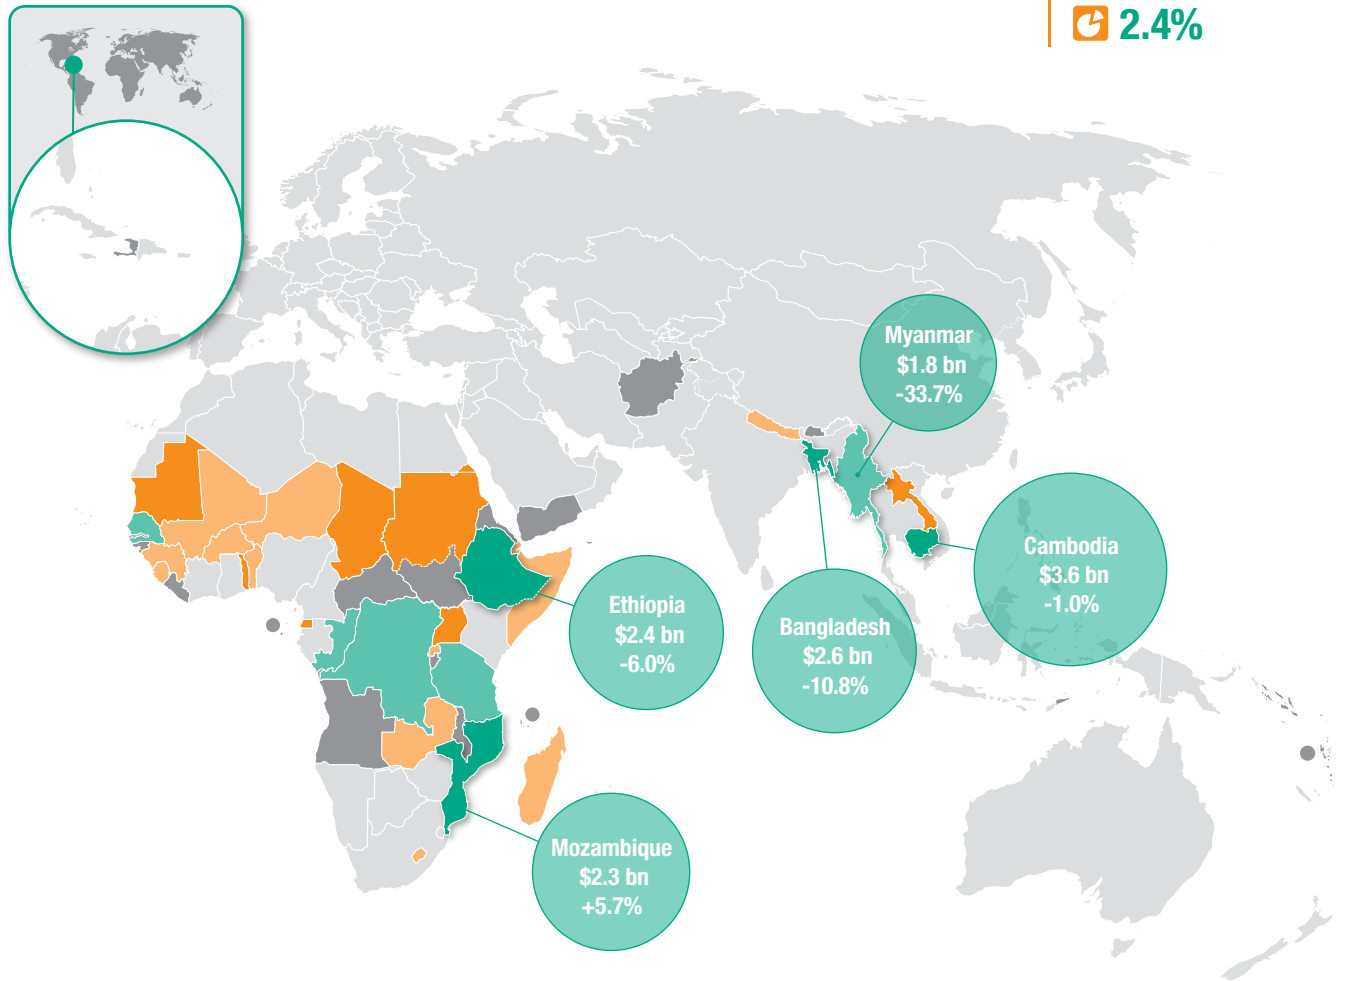 2.4%
Myanmar
$1.8 bn
-33.7%
Cambodia
$3.6 bn
-1.0%
Ethiopia
$2.4 bn
-6.0%
Bangladesh
$2.6 bn
-10.8%
Mozambique
$2.3 bn
+5.7%